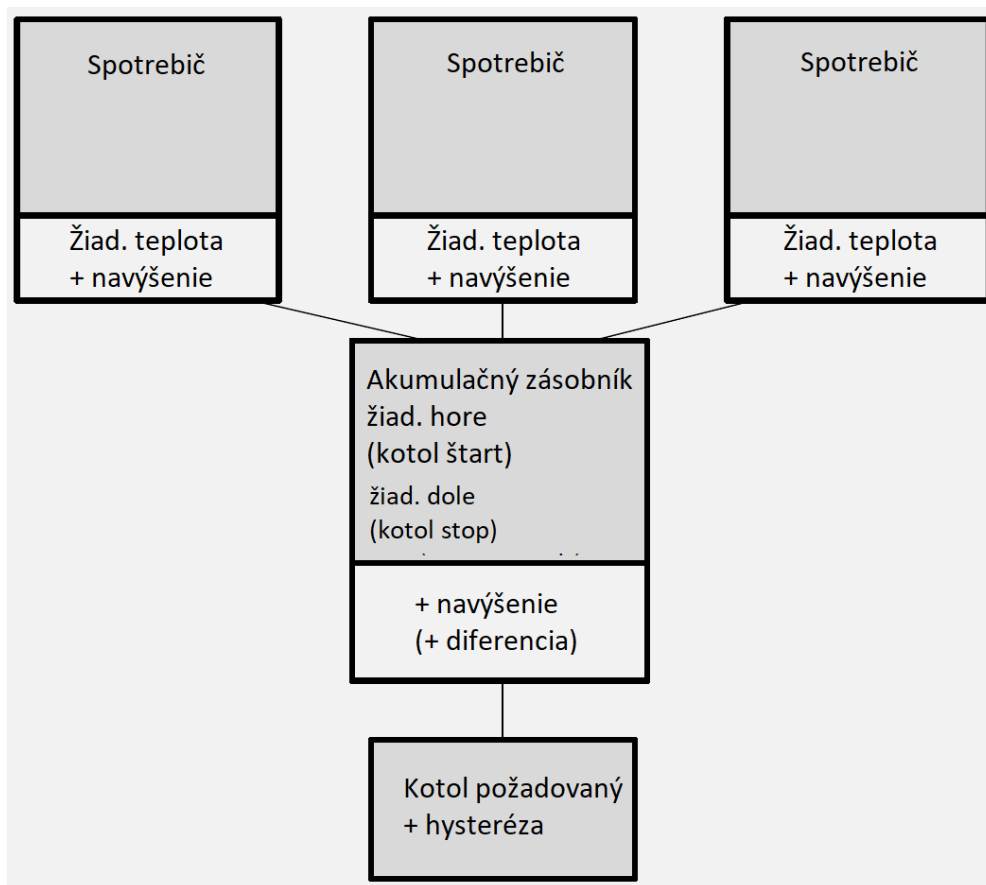 Spotrebič
Spotrebič
Spotrebič
Žiad. teplota
+ navýšenie
Žiad. teplota
+ navýšenie
Žiad. teplota
+ navýšenie
Akumulačný zásobník
žiad. hore
(kotol štart)
žiad. dole
(kotol stop)
+ navýšenie
(+ diferencia)
Kotol požadovaný
+ hysteréza